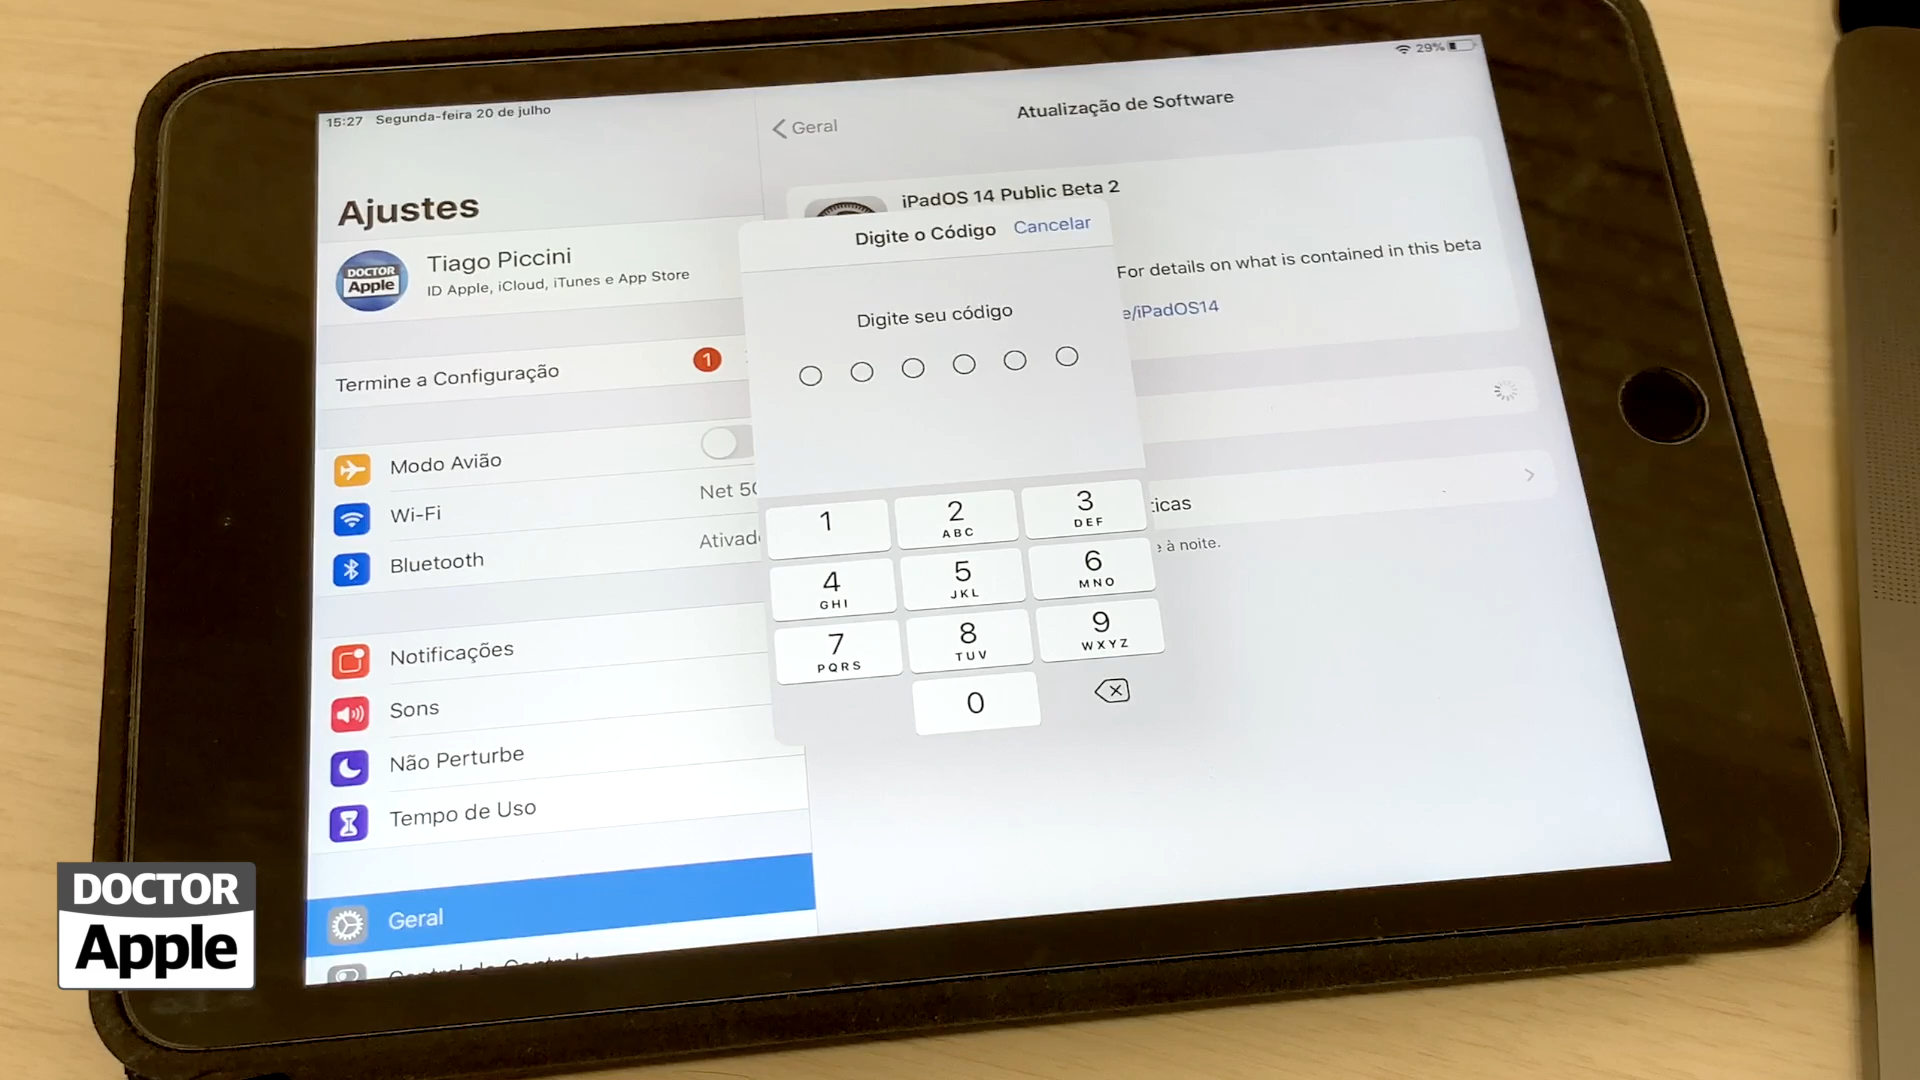 15:27 Segunda-feira 20 de julho
29%
Ajustes
DOCTOR
Apple
Tiago Piccini
ID Apple, iCloud, iTunes e App Store
Termine a Configuração
1
Modo Avião
Wi-Fi
Net 50
Bluetooth
Ativado
Notificações
Sons
Não Perturbe
Tempo de Uso
Geral
Geral
Atualização de Software
iPadOS 14 Public Beta 2
For details on what is contained in this beta
e/iPadOS14
ticas
e à noite.
Digite o Código
Cancelar
Digite seu código
1
2
ABC
3
DEF
4
GHI
5
JKL
6
MNO
7
PQRS
8
TUV
9
WXYZ
0
DOCTOR
Apple